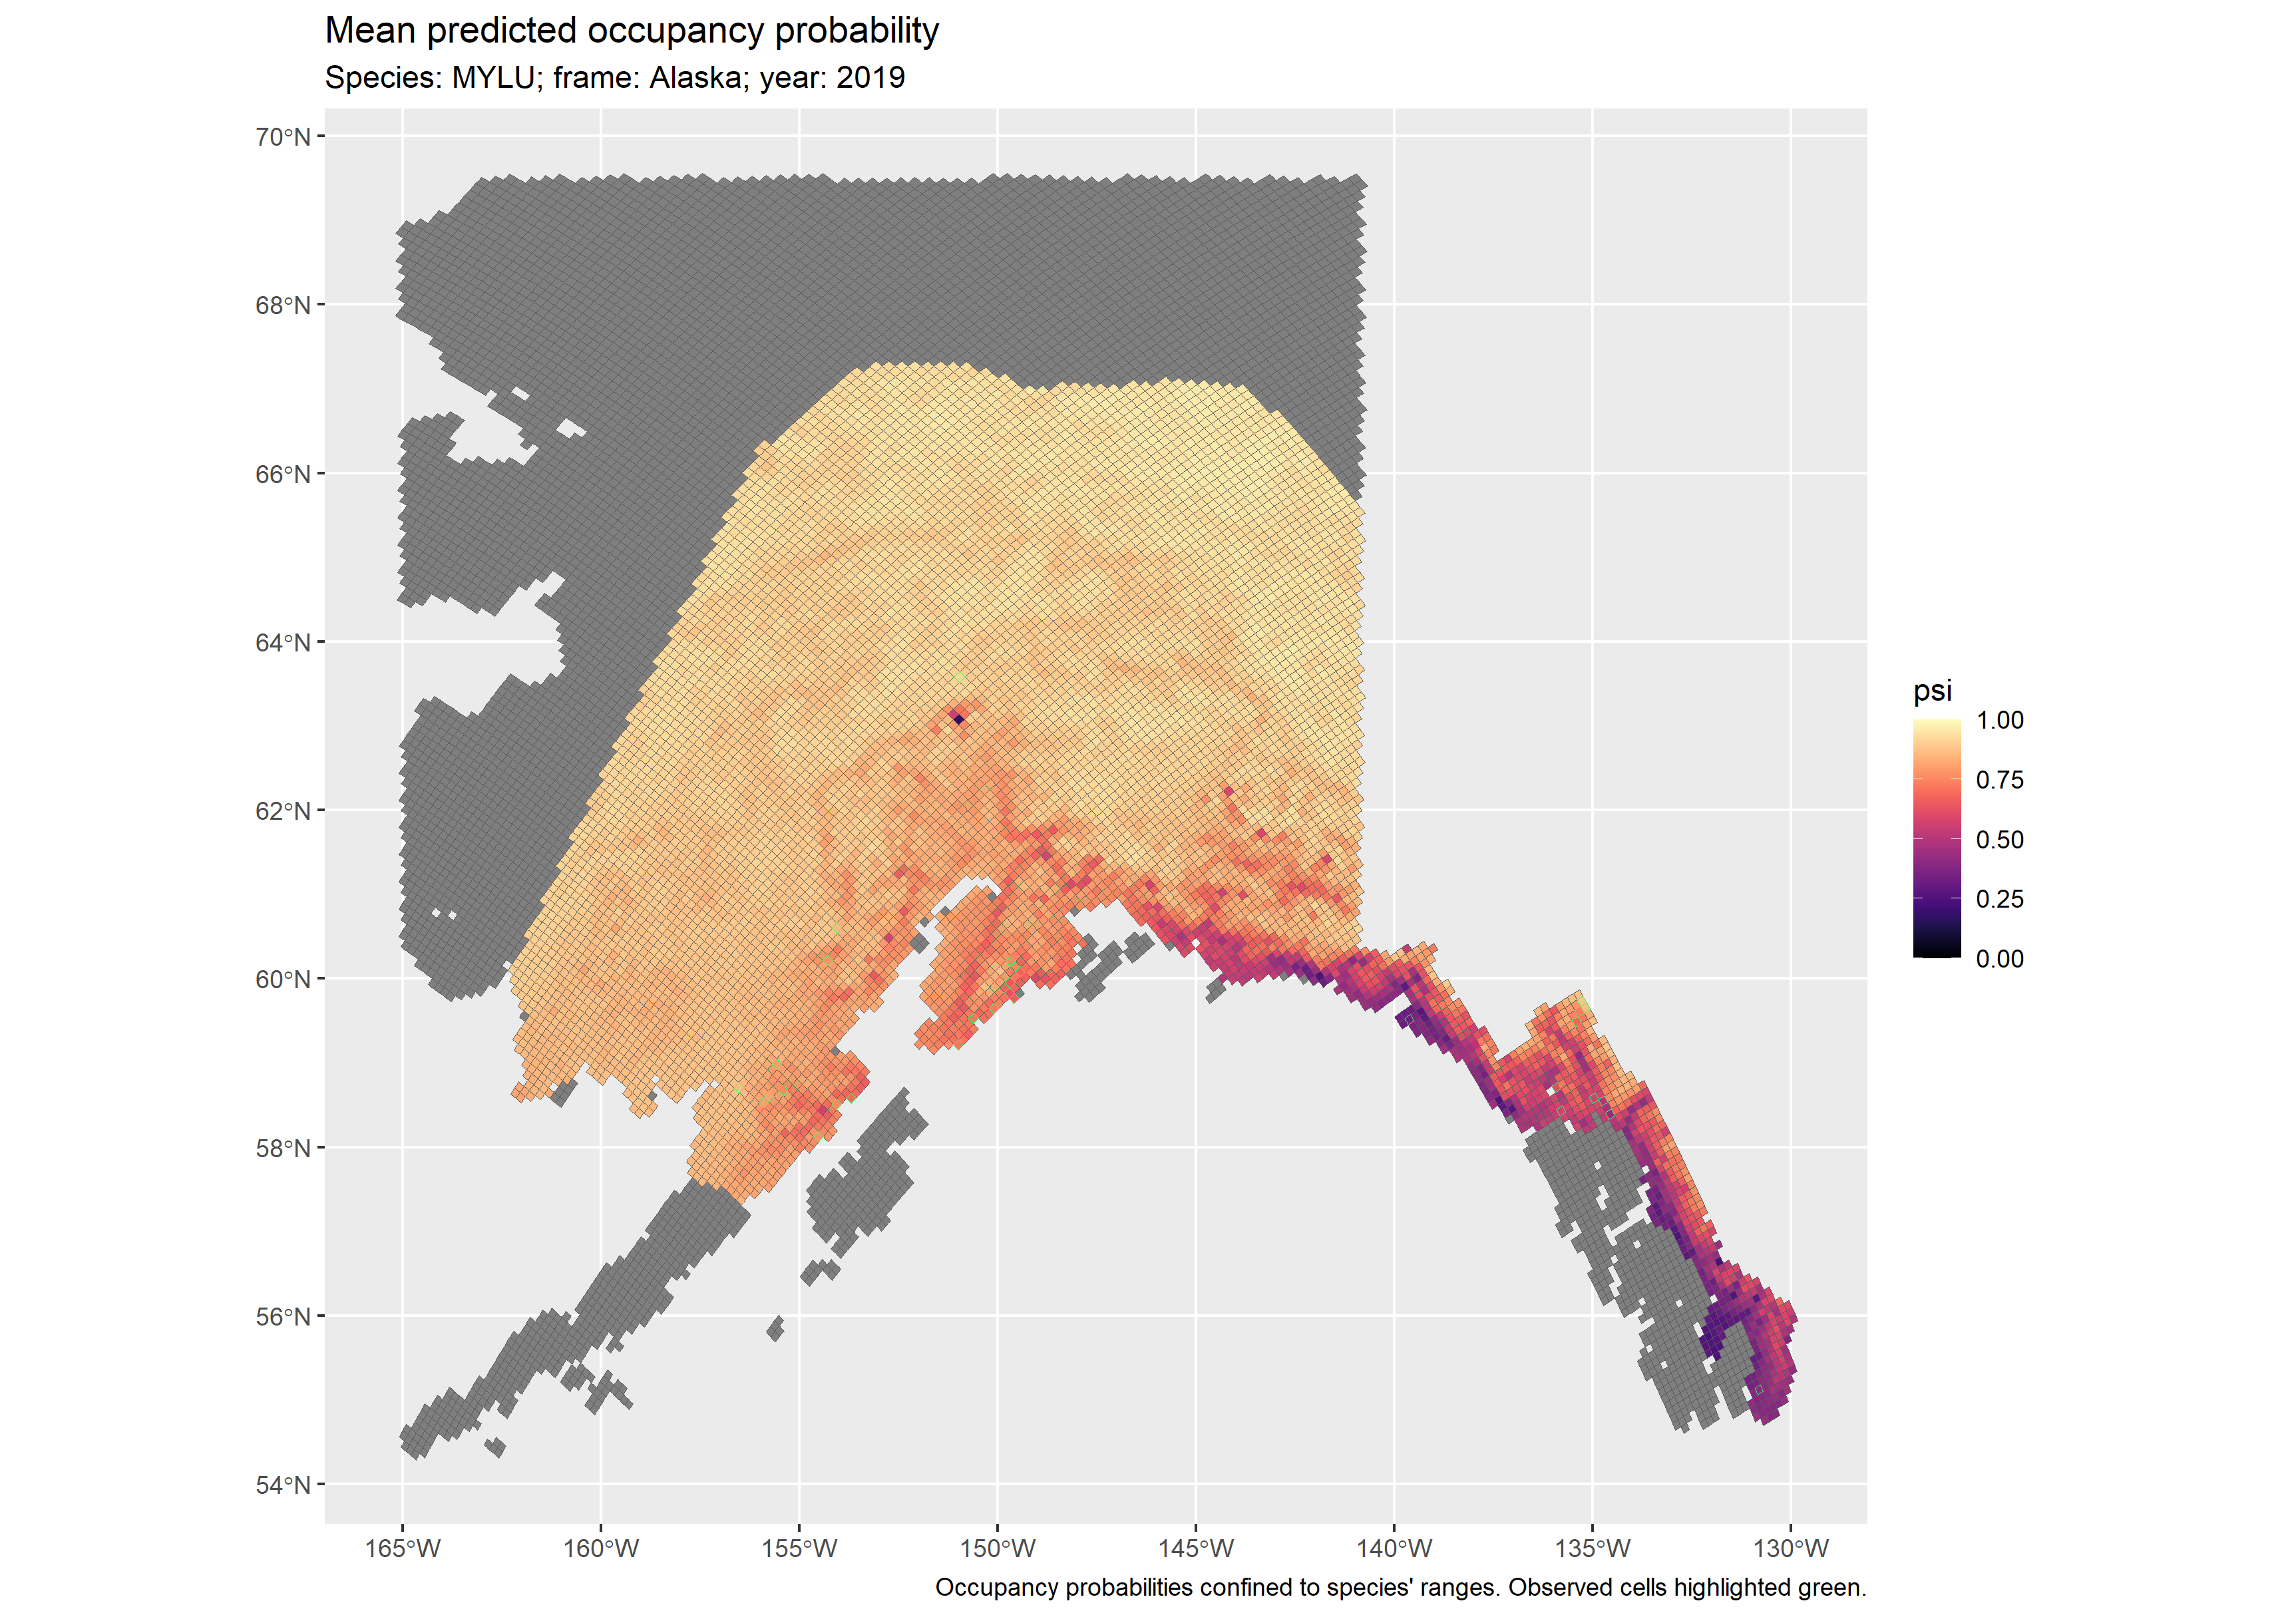 Mean predicted occupancy probability
Species: MYLU; frame: Alaska; year: 2019
70°N
68°N
66°N
64°N
62°N
60°N
58°N
56°N
54°N
165°W
160°W
155°W
150°W
145°W
140°W
135°W
130°W
psi
1.00
0.75
0.50
0.25
0.00
Occupancy probabilities confined to species' ranges. Observed cells highlighted green.